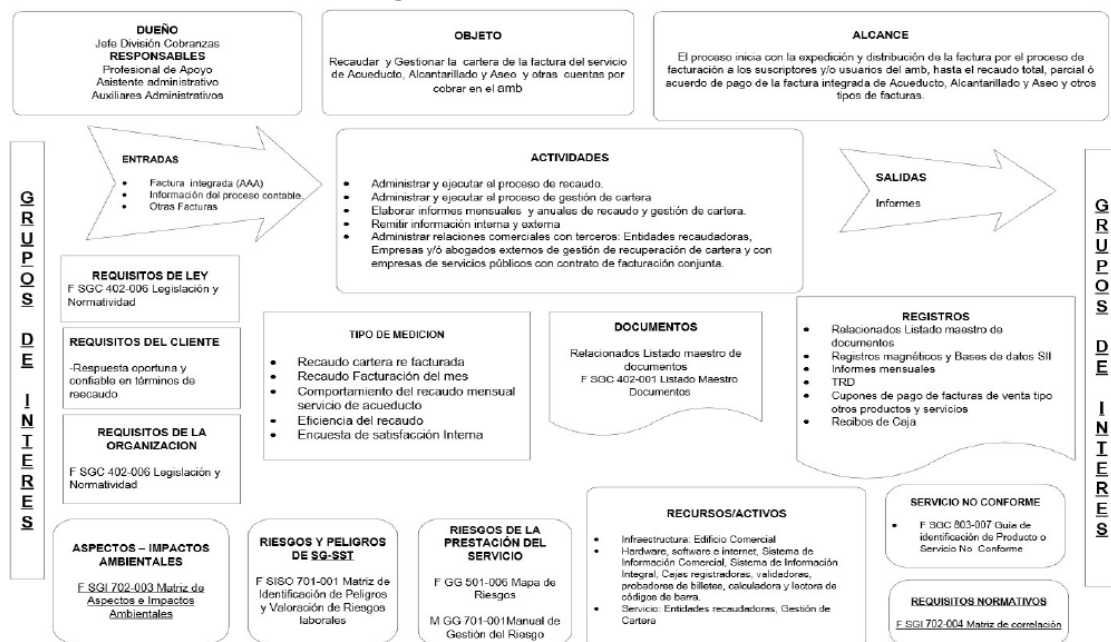 DUEÑO
Jefe División Cobranzas
RESPONSABLES
Profesional de Apoyo
Asistente administrativo
Auxiliares Administrativos
OBJETO
Recaudar y Gestionar la cartera de la factura del servicio
de Acueducto, Alcantarillado y Aseo y otras cuentas por
cobrar en el amb
ALCANCE
El proceso inicia con la expedición y distribución de la factura por el proceso de
facturación a los suscriptores y/o usuarios del amb, hasta el recaudo total, parcial ó
acuerdo de pago de la factura integrada de Acueducto, Alcantarillado y Aseo y otros
tipos de facturas.
GRUPOS DE INTERES
ENTRADAS
• Factura integrada (AAA)
• Información del proceso contable.
• Otras Facturas
ACTIVIDADES
• Administrar y ejecutar el proceso de recaudo.
• Administrar y ejecutar el proceso de gestión de cartera
• Elaborar informes mensuales y anuales de recaudo y gestión de cartera.
• Remitir información interna y externa
• Administrar relaciones comerciales con terceros: Entidades recaudadoras,
Empresas y/ó abogados externos de gestión de recuperación de cartera y con
empresas de servicios públicos con contrato de facturación conjunta.
SALIDAS
Informes
GRUPOS DE INTERES
REQUISITOS DE LEY
F SGC 402-006 Legislación y
Normatividad
REQUISITOS DEL CLIENTE
-Respuesta oportuna y
confiable en términos de
reecaudo
REQUISITOS DE LA
ORGANIZACION
F SGC 402-006 Legislación y
Normatividad
TIPO DE MEDICION
• Recaudo cartera re facturada
• Recaudo Facturación del mes
• Comportamiento del recaudo mensual
servicio de acueducto
• Eficiencia del recaudo
• Encuesta de satisfacción Interna
DOCUMENTOS
Relacionados Listado maestro de
documentos
F SGC 402-001 Listado Maestro
Documentos
REGISTROS
• Relacionados Listado maestro de
documentos
• Registros magnéticos y Bases de datos SII
• Informes mensuales
• TRD
• Cupones de pago de facturas de venta tipo
otros productos y servicios
• Recibos de Caja
ASPECTOS – IMPACTOS
AMBIENTALES
F SGI 702-003 Matriz de
Aspectos e Impactos
Ambientales
RIESGOS Y PELIGROS
DE SG-SST
F SISO 701-001 Matriz de
Identificación de Peligros
y Valoración de Riesgos
laborales
RIESGOS DE LA
PRESTACIÓN DEL
SERVICIO
F GG 501-006 Mapa de
Riesgos
M GG 701-001Manual de
Gestión del Riesgo
RECURSOS/ACTIVOS
• Infraestructura: Edificio Comercial
• Hardware, software e internet, Sistema de
Información Comercial, Sistema de Información
Integral, Cajas registradoras, validadoras,
probadoras de billetes, calculadora y lectora de
códigos de barra.
• Servicio: Entidades recaudadoras, Gestión de
Cartera
SERVICIO NO CONFORME
• F SGC 803-007 Guía de
identificación de Producto o
Servicio No Conforme
REQUISITOS NORMATIVOS
F SGI 702-004 Matriz de correlación